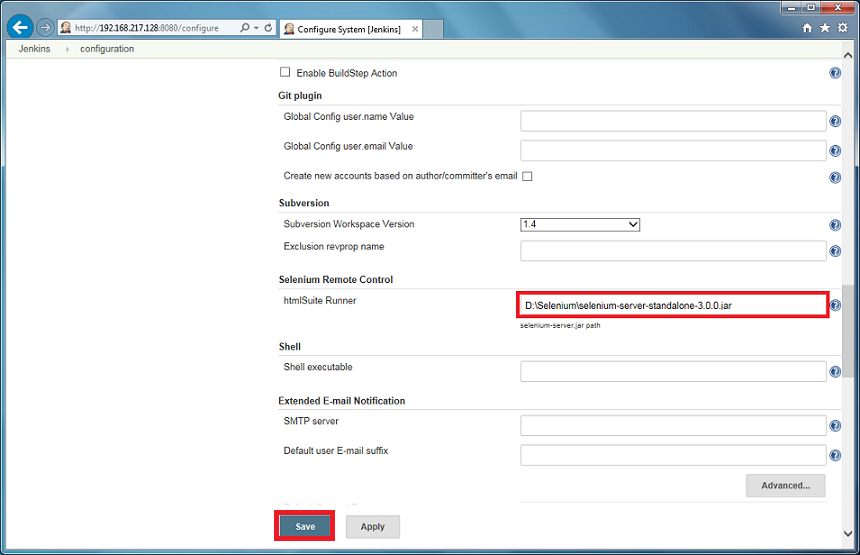 http://192.168.217.128:8080/configure
Configure System [Jenkins]
Jenkins › configuration
Enable BuildStep Action
Git plugin
Global Config user.name Value
Global Config user.email Value
Create new accounts based on author/committer's email
Subversion
Subversion Workspace Version 1.4
Exclusion revprop name
Selenium Remote Control
htmlSuite Runner D:\Selenium\selenium-server-standalone-3.0.0.jar
selenium-server.jar path
Shell
Shell executable
Extended E-mail Notification
SMTP server
Default user E-mail suffix
Advanced...
Save Apply